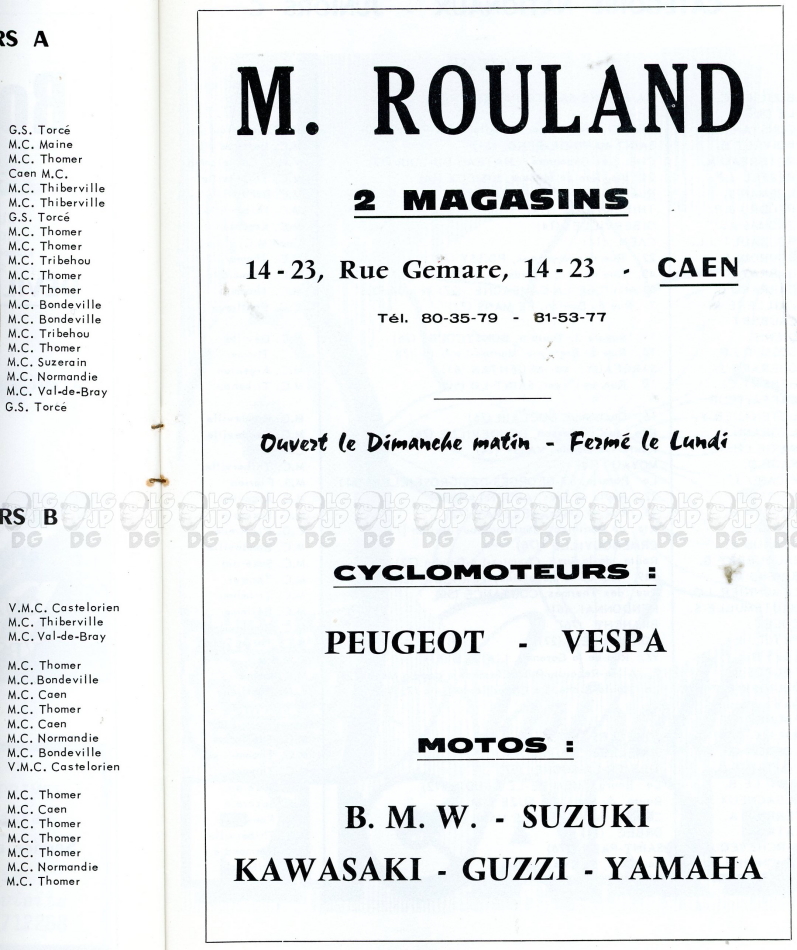 RS A
G.S. Torcé
M.C. Maine
M.C. Thomer
Caen M.C.
M.C. Thiberville
M.C. Thiberville
G.S. Torcé
M.C. Thomer
M.C. Thomer
M.C. Tribehou
M.C. Thomer
M.C. Thomer
M.C. Bondeville
M.C. Bondeville
M.C. Tribehou
M.C. Thomer
M.C. Suzerain
M.C. Normandie
M.C. Val-de-Bray
G.S. Torcé
RS B
V.M.C. Castelorien
M.C. Thiberville
M.C. Val-de-Bray
M.C. Thomer
M.C. Bondeville
M.C. Caen
M.C. Thomer
M.C. Caen
M.C. Normandie
M.C. Bondeville
V.M.C. Castelorien
M.C. Thomer
M.C. Caen
M.C. Thomer
M.C. Thomer
M.C. Thomer
M.C. Normandie
M.C. Thomer
M. ROULAND
2 MAGASINS
14 - 23, Rue Gemare, 14 - 23 - CAEN
Tél. 80-35-79 - 81-53-77
Ouvert le Dimanche matin - Fermé le Lundi
CYCLOMOTEURS :
PEUGEOT - VESPA
MOTOS :
B. M. W. - SUZUKI
KAWASAKI - GUZZI - YAMAHA